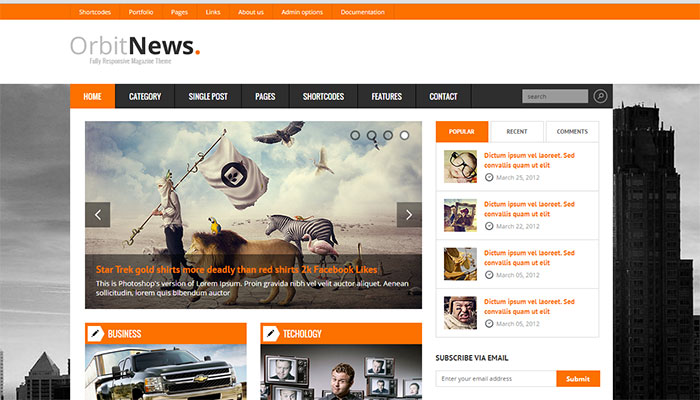 Shortcodes Portfolio Pages Links About us Admin options Documentation
OrbitNews.
Fully Responsive Magazine Theme
HOME CATEGORY SINGLE POST PAGES SHORTCODES FEATURES CONTACT search
Star Trek gold shirts more deadly than red shirts 2k Facebook Likes
This is Photoshop's version of Lorem Ipsum. Proin gravida nibh vel velit auctor aliquet. Aenean
sollicitudin, lorem quis bibendum auctor
BUSINESS
TECHOLOGY
POPULAR RECENT COMMENTS
Dictum ipsum vel laoreet. Sed
convallis quam ut elit
March 25, 2012
Dictum ipsum vel laoreet. Sed
convallis quam ut elit
March 22, 2012
Dictum ipsum vel laoreet. Sed
convallis quam ut elit
March 05, 2012
Dictum ipsum vel laoreet. Sed
convallis quam ut elit
March 05, 2012
SUBSCRIBE VIA EMAIL
Enter your email address Submit